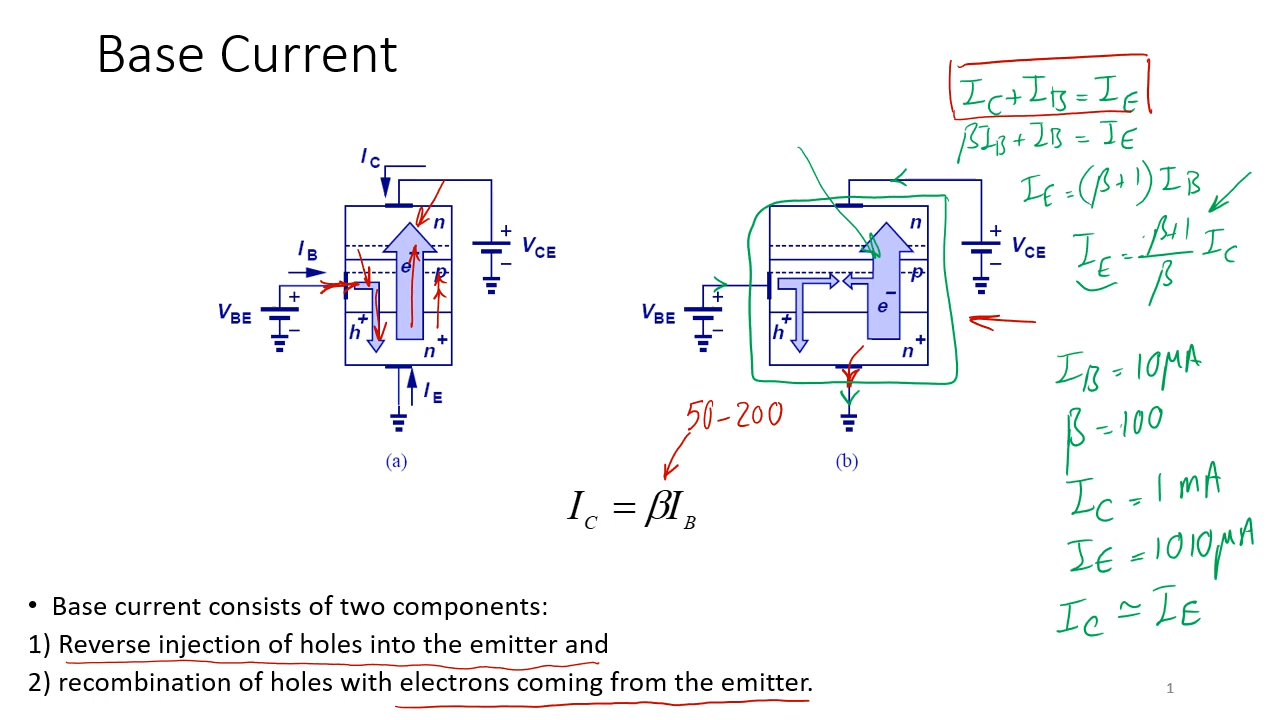 Base Current
I_C + I_B = I_E
βI_B + I_B = I_E
I_E = (β+1) I_B
I_E = (β+1)/β I_C
I_C
n
V_CE
+
−
I_B
e
p
V_BE
+
−
h+
n+
I_E
(a)
n
V_CE
+
−
p
V_BE
+
−
h+
e−
n+
(b)
50-200
I_C = βI_B
I_B = 10μA
β = 100
I_C = 1 mA
I_E = 1010μA
I_C ≃ I_E
• Base current consists of two components:
1) Reverse injection of holes into the emitter and
2) recombination of holes with electrons coming from the emitter.
1